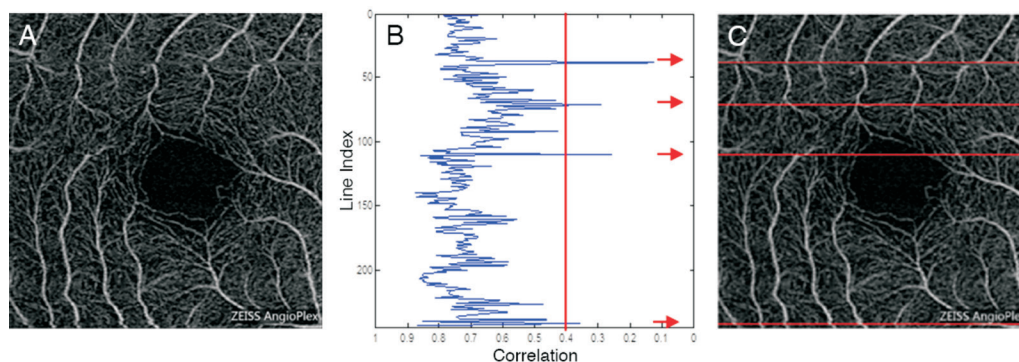 A
ZEISS AngioPlex
B
0
50
100
150
200
Line Index
1
0.9
0.8
0.7
0.6
0.5
0.4
0.3
0.2
0.1
0
Correlation
C
ZEISS AngioPlex